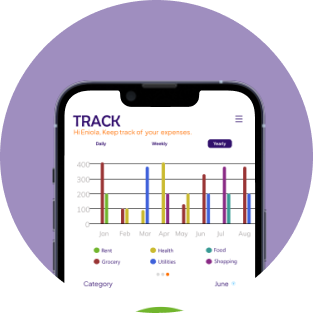 TRACK
Hi Eniola, Keep track of your expenses.
Daily Weekly Yearly
400
300
200
100
0
Jan Feb Mar Apr May Jun Jul Aug
Rent Health Food
Grocery Utilities Shopping
Category June